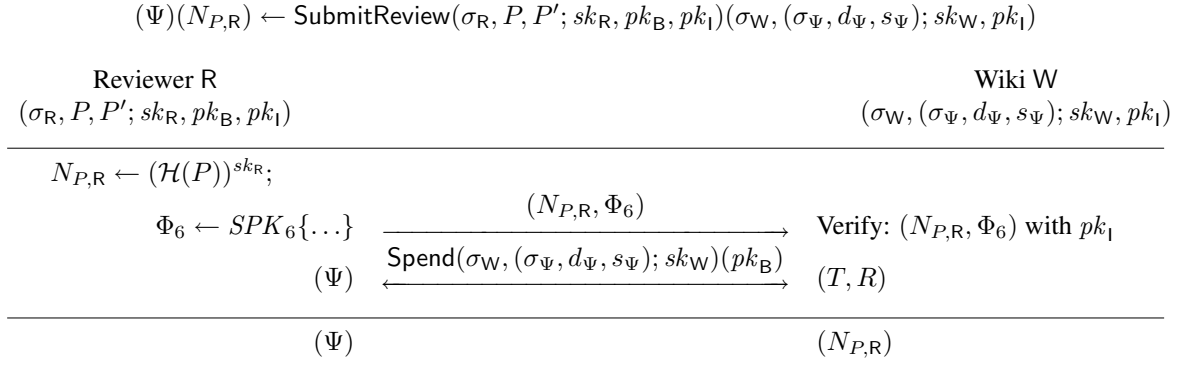 (Ψ)(N_{P,R}) ← SubmitReview(σ_R, P, P′; sk_R, pk_B, pk_I)(σ_W, (σ_Ψ, d_Ψ, s_Ψ); sk_W, pk_I)
Reviewer R Wiki W
(σ_R, P, P′; sk_R, pk_B, pk_I) (σ_W, (σ_Ψ, d_Ψ, s_Ψ); sk_W, pk_I)
N_{P,R} ← (H(P))^{sk_R};
Φ_6 ← SPK_6{...} (N_{P,R}, Φ_6) Verify: (N_{P,R}, Φ_6) with pk_I
(Ψ) Spend(σ_W, (σ_Ψ, d_Ψ, s_Ψ); sk_W)(pk_B) (T, R)
(Ψ) (N_{P,R})